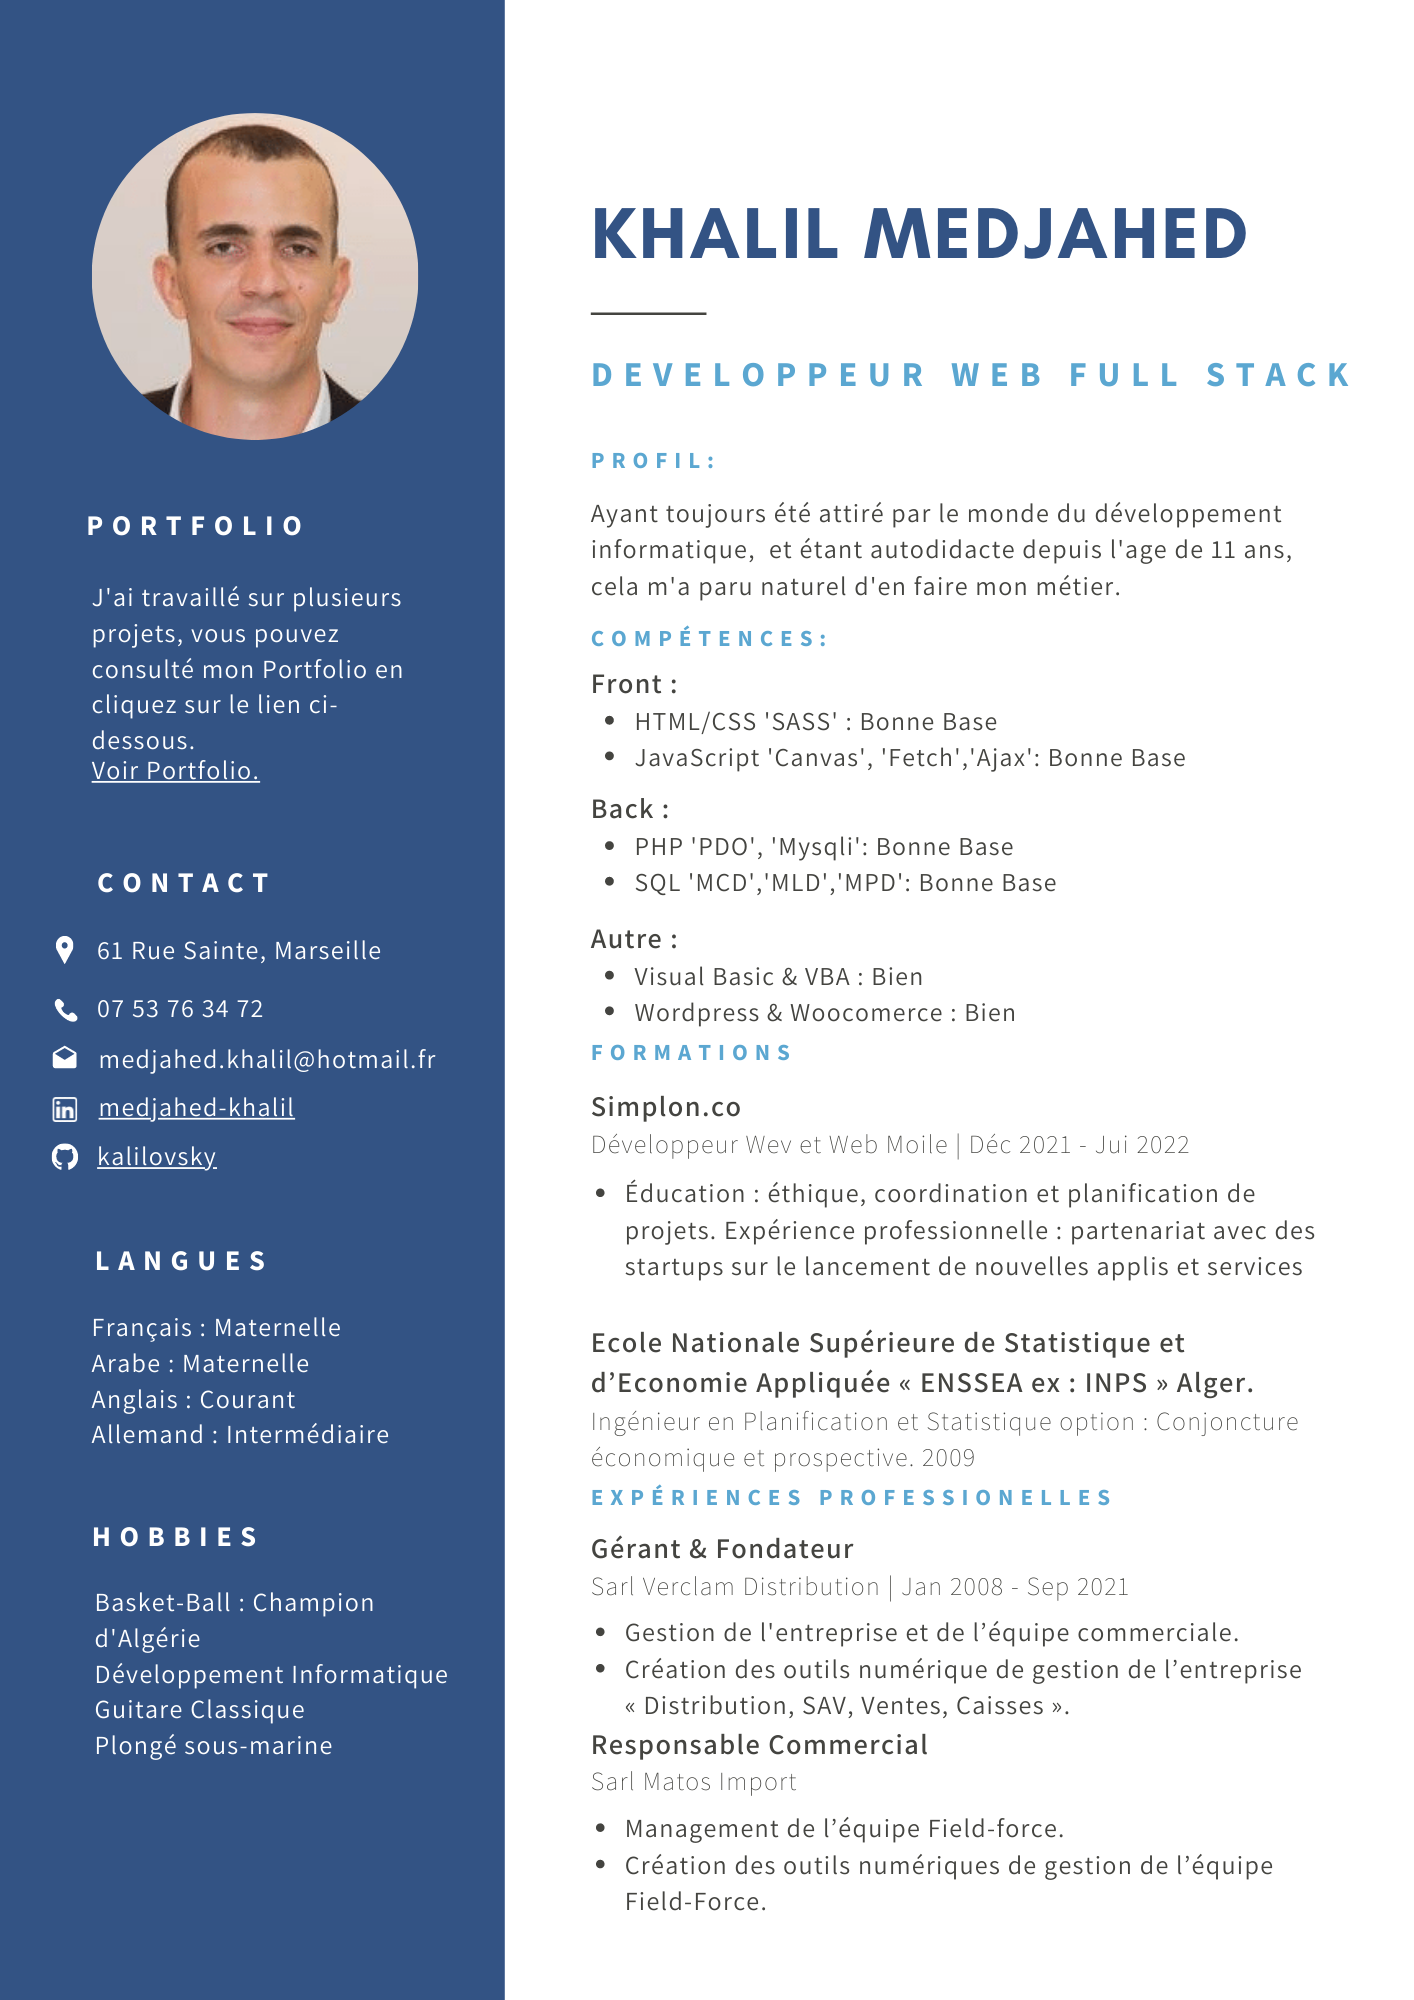 PORTFOLIO
J'ai travaillé sur plusieurs
projets, vous pouvez
consulté mon Portfolio en
cliquez sur le lien ci-
dessous.
Voir Portfolio.
CONTACT
61 Rue Sainte, Marseille
07 53 76 34 72
medjahed.khalil@hotmail.fr
in
medjahed-khalil
kalilovsky
LANGUES
Français : Maternelle
Arabe : Maternelle
Anglais : Courant
Allemand : Intermédiaire
HOBBIES
Basket-Ball : Champion
d'Algérie
Développement Informatique
Guitare Classique
Plongé sous-marine
KHALIL MEDJAHED
DEVELOPPEUR WEB FULL STACK
PROFIL:
Ayant toujours été attiré par le monde du développement
informatique,  et étant autodidacte depuis l'age de 11 ans,
cela m'a paru naturel d'en faire mon métier.
COMPÉTENCES:
Front :
• HTML/CSS 'SASS' : Bonne Base
• JavaScript 'Canvas', 'Fetch','Ajax': Bonne Base
Back :
• PHP 'PDO', 'Mysqli': Bonne Base
• SQL 'MCD','MLD','MPD': Bonne Base
Autre :
• Visual Basic & VBA : Bien
• Wordpress & Woocomerce : Bien
FORMATIONS
Simplon.co
Développeur Wev et Web Moile | Déc 2021 - Jui 2022
• Éducation : éthique, coordination et planification de
projets. Expérience professionnelle : partenariat avec des
startups sur le lancement de nouvelles applis et services
Ecole Nationale Supérieure de Statistique et
d’Economie Appliquée « ENSSEA ex : INPS » Alger.
Ingénieur en Planification et Statistique option : Conjoncture
économique et prospective. 2009
EXPÉRIENCES PROFESSIONELLES
Gérant & Fondateur
Sarl Verclam Distribution | Jan 2008 - Sep 2021
• Gestion de l'entreprise et de l’équipe commerciale.
• Création des outils numérique de gestion de l’entreprise
« Distribution, SAV, Ventes, Caisses ».
Responsable Commercial
Sarl Matos Import
• Management de l’équipe Field-force.
• Création des outils numériques de gestion de l’équipe
Field-Force.